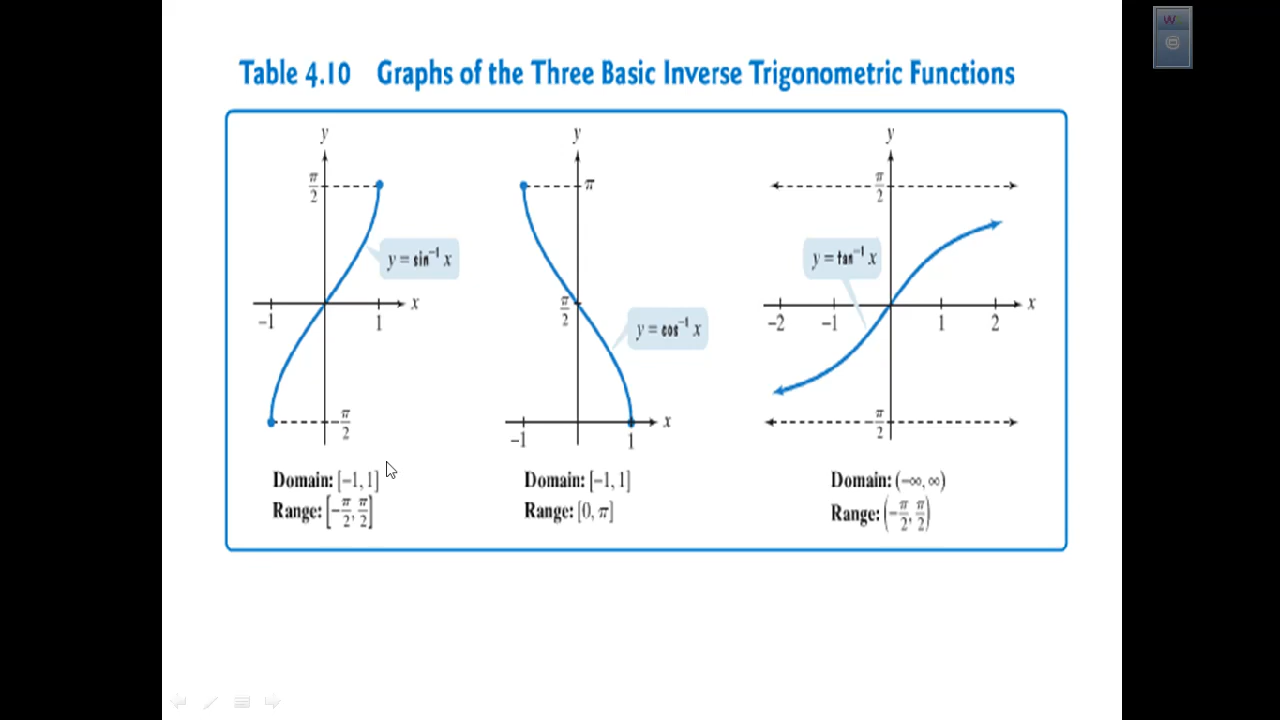 Table 4.10 Graphs of the Three Basic Inverse Trigonometric Functions
y
π/2
y = sin⁻¹ x
x
−1
1
−π/2
Domain: [−1, 1]
Range: [−π/2, π/2]
y
π
π/2
y = cos⁻¹ x
x
−1
1
Domain: [−1, 1]
Range: [0, π]
y
π/2
y = tan⁻¹ x
x
−2
−1
1
2
−π/2
Domain: (−∞, ∞)
Range: (−π/2, π/2)
W